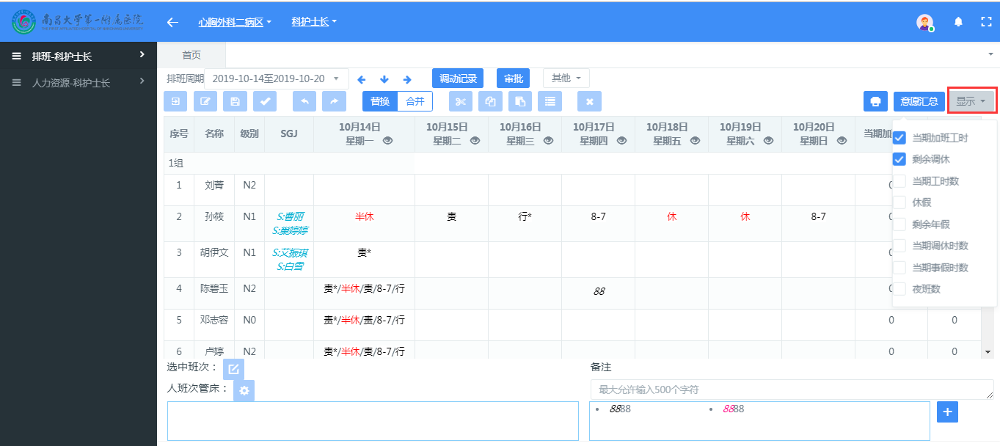 南昌大学第一附属医院
THE FIRST AFFILIATED HOSPITAL OF NANCHANG UNIVERSITY
心胸外科二病区 科护士长
排班-科护士长
人力资源-科护士长
首页
排班周期 2019-10-14至2019-10-20 调动记录 审批 其他
替换 合并 意愿汇总 显示
序号 名称 级别 SGJ 10月14日 星期一 10月15日 星期二 10月16日 星期三 10月17日 星期四 10月18日 星期五 10月19日 星期六 10月20日 星期日 当期加
当期加班工时
剩余调休
当期工时数
休假
剩余年假
当期调休时数
当期事假时数
夜班数
1组
1 刘菁 N2 0
2 孙筱 N1 S:曹丽 S:巢婷婷 半休 责 行* 8-7 休 休 8-7 0
3 胡伊文 N1 S:艾振琪 S:白雪 责* 0
4 陈碧玉 N2 责*/半休/责/8-7/行 88 0
5 邓志容 N0 责*/半休/责/8-7/行 0 0
6 卢婷 N2 责*/半休/责/8-7/行 0 0
选中班次：
人班次管床：
备注
最大允许输入500个字符
8888 8888